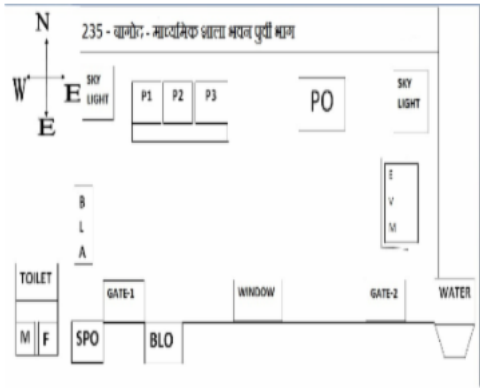 N
235 - बागोद - माध्यमिक शाला भवन पुर्वी भाग
W E
E
SKY
LIGHT
P1 P2 P3
PO
SKY
LIGHT
E
V
M
B
L
A
TOILET
GATE-1
WINDOW
GATE-2
WATER
M F
SPO
BLO